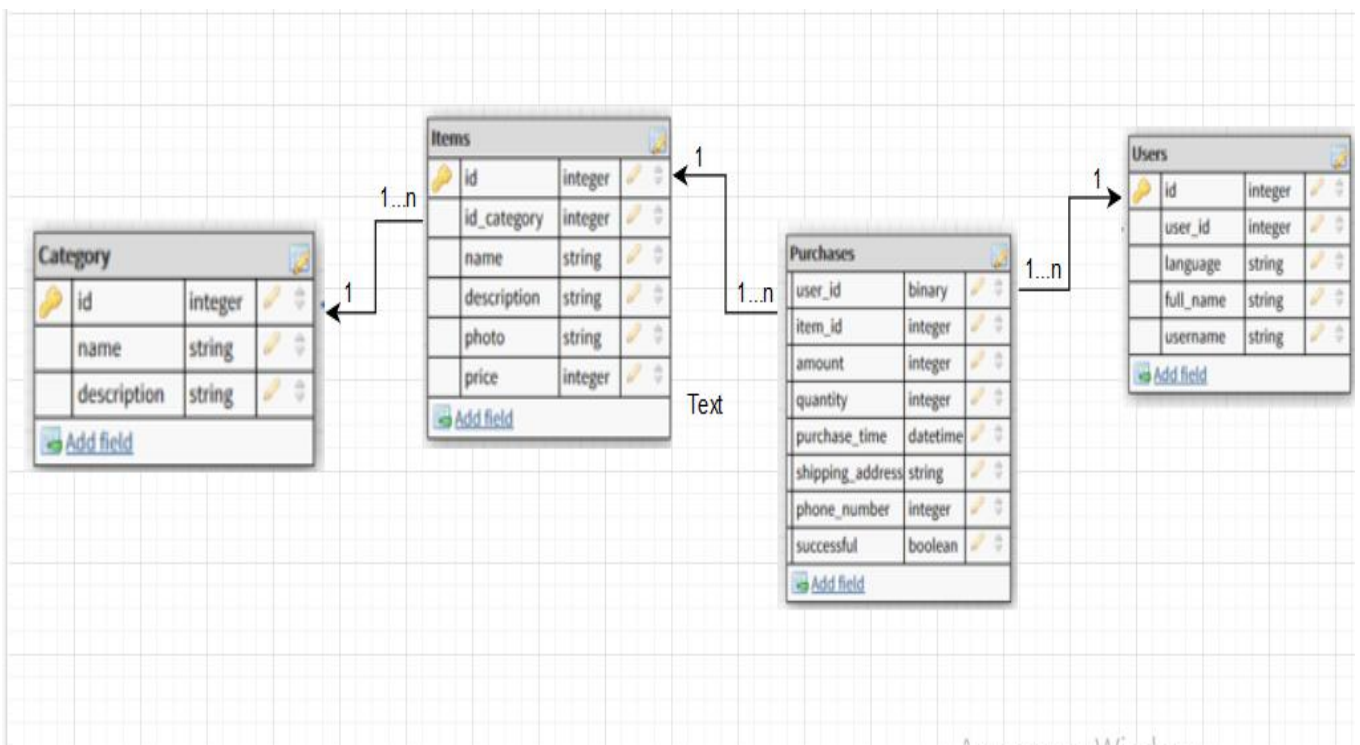 Category
id integer
name string
description string
Add field
1
1...n
Items
id integer
id_category integer
name string
description string
photo string
price integer
Add field
1
Text
1...n
Purchases
user_id binary
item_id integer
amount integer
quantity integer
purchase_time datetime
shipping_address string
phone_number integer
successful boolean
Add field
1...n
1
Users
id integer
user_id integer
language string
full_name string
username string
Add field